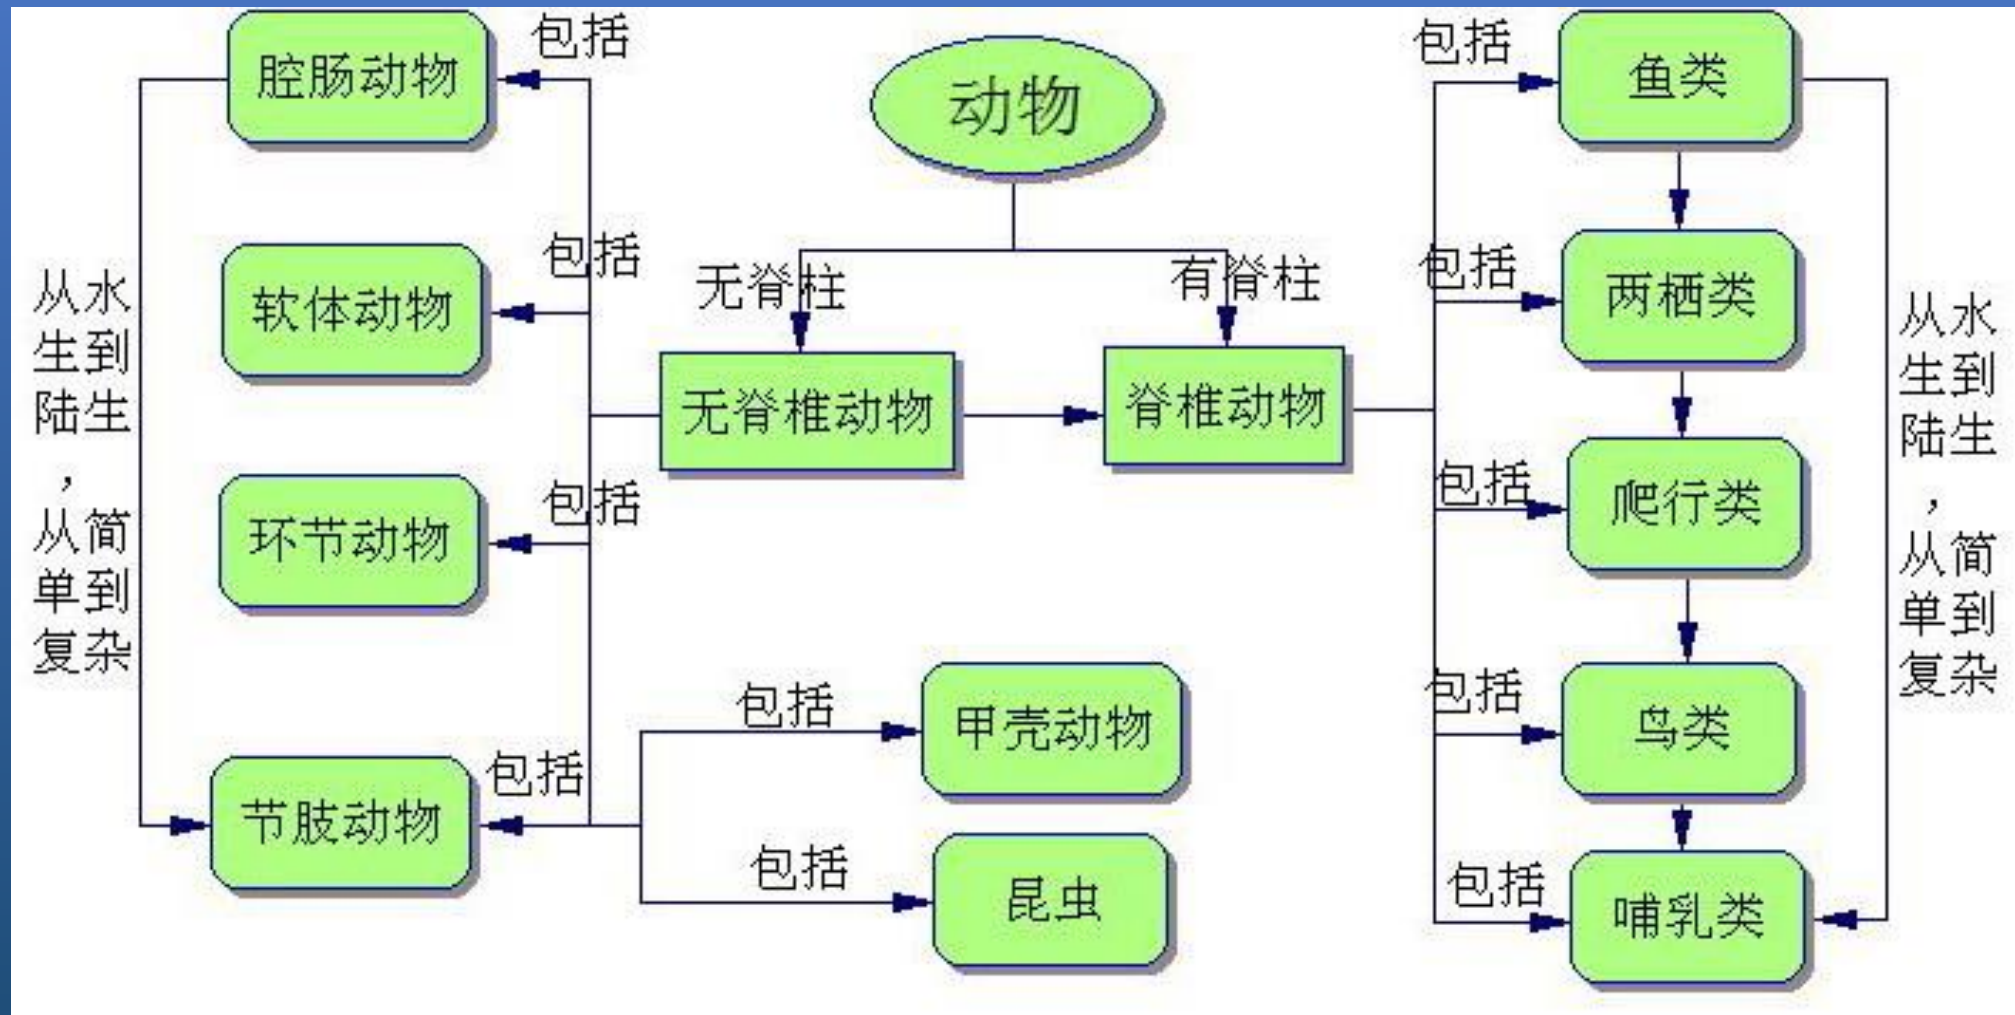 动物
无脊柱
有脊柱
无脊椎动物
脊椎动物
包括
腔肠动物
包括
软体动物
包括
环节动物
包括
节肢动物
从水
生到
陆生
，
从简
单到
复杂
包括
甲壳动物
包括
昆虫
包括
鱼类
包括
两栖类
包括
爬行类
包括
鸟类
包括
哺乳类
从水
生到
陆生
，
从简
单到
复杂